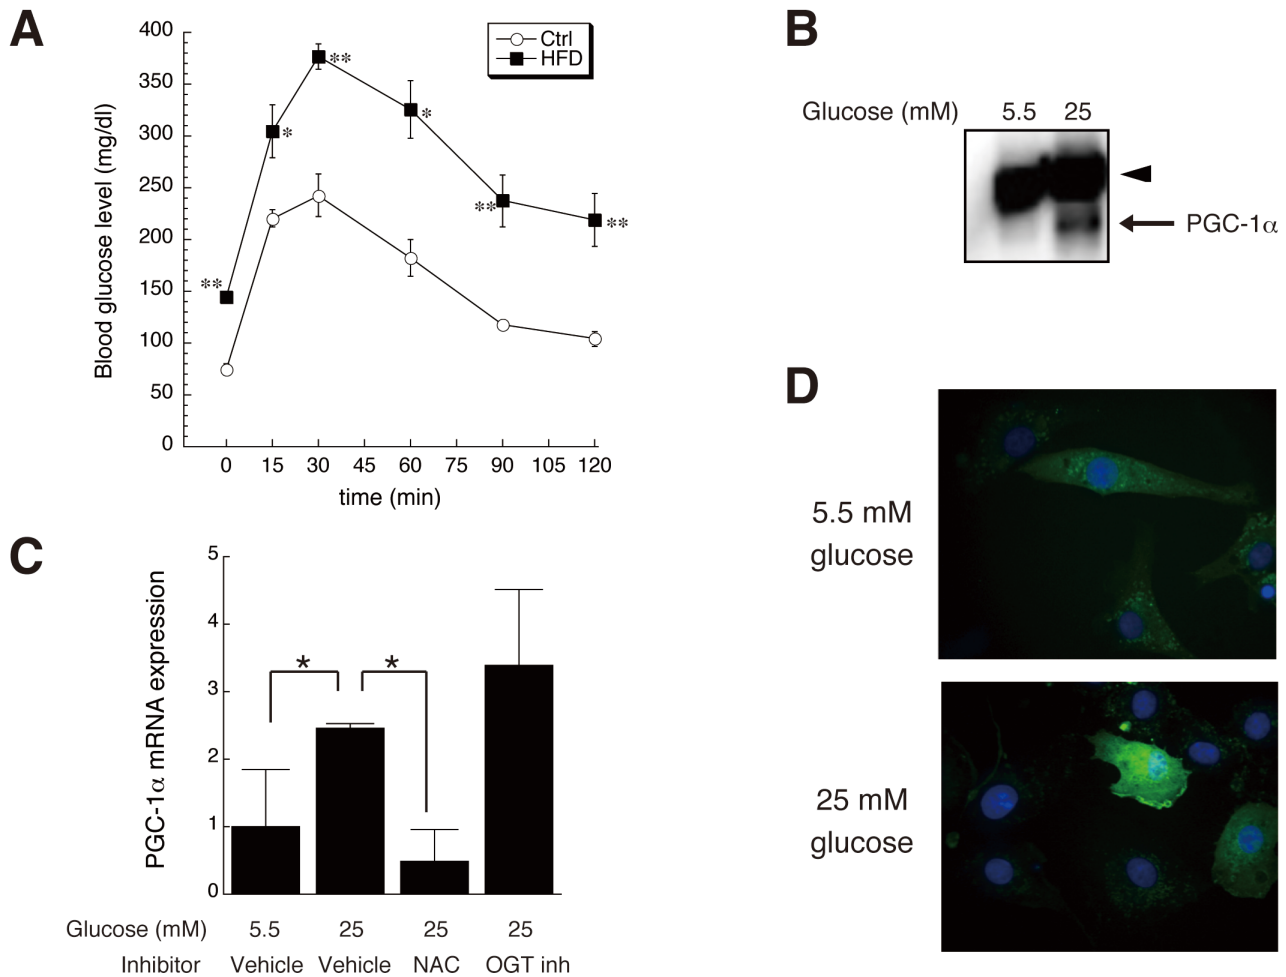 A
Blood glucose level (mg/dl)
400
350
300
250
200
150
100
50
0
Ctrl
HFD
**
*
**
*
**
**
0 15 30 45 60 75 90 105 120
time (min)
B
Glucose (mM) 5.5 25
PGC-1α
C
PGC-1α mRNA expression
5
4
3
2
1
0
* *
Glucose (mM) 5.5 25 25 25
Inhibitor Vehicle Vehicle NAC OGT inh
D
5.5 mM
glucose
25 mM
glucose